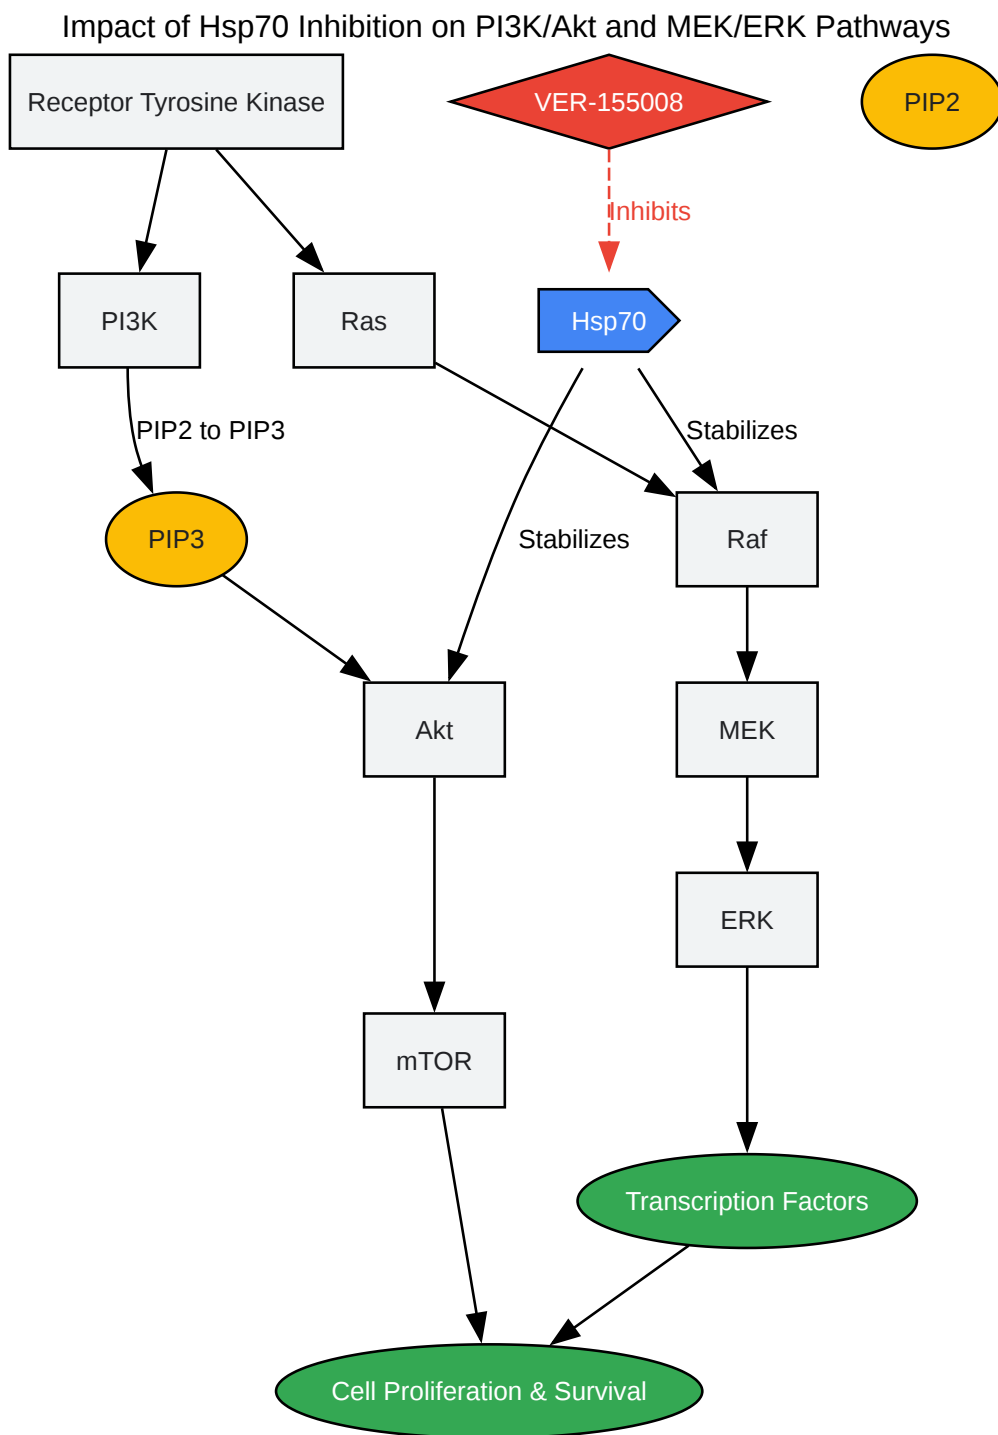 Impact of Hsp70 Inhibition on PI3K/Akt and MEK/ERK Pathways
Receptor Tyrosine Kinase
VER-155008
PIP2
Inhibits
PI3K
Ras
Hsp70
PIP2 to PIP3
Stabilizes
PIP3
Stabilizes
Raf
Akt
MEK
ERK
mTOR
Transcription Factors
Cell Proliferation & Survival